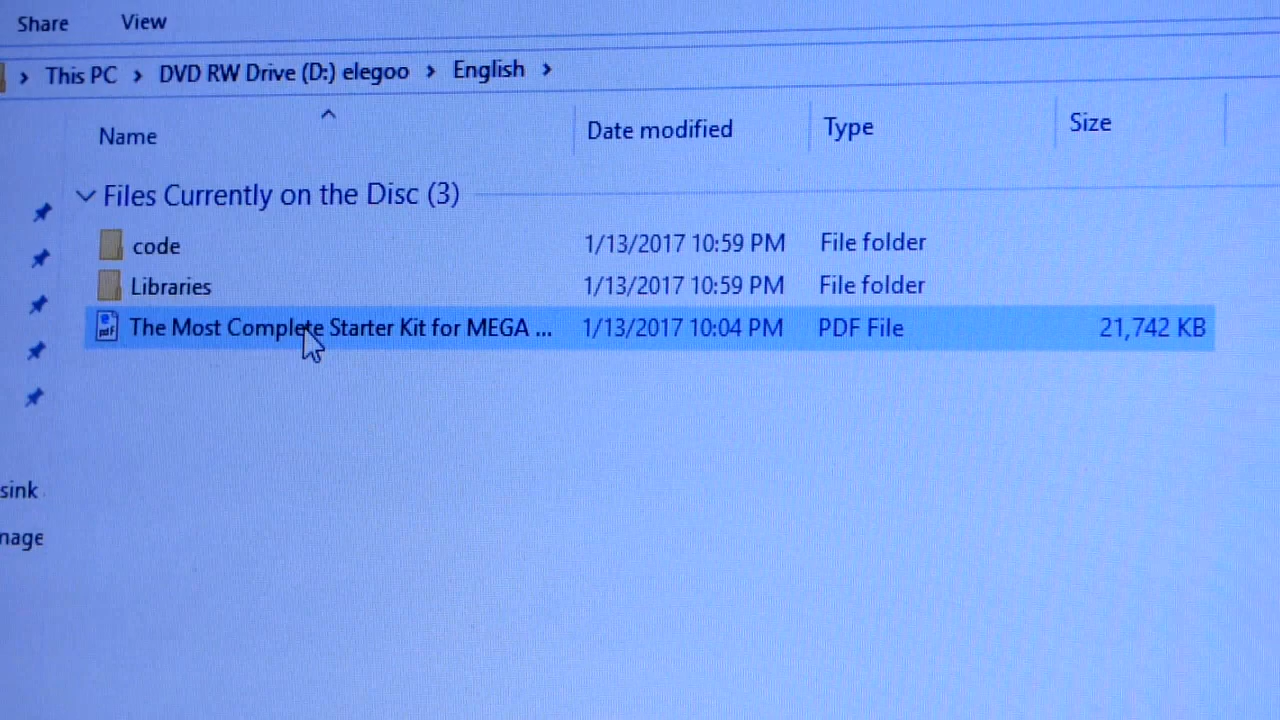 Share View
This PC > DVD RW Drive (D:) elegoo > English >
Name Date modified Type Size
Files Currently on the Disc (3)
code 1/13/2017 10:59 PM File folder
Libraries 1/13/2017 10:59 PM File folder
The Most Complete Starter Kit for MEGA ... 1/13/2017 10:04 PM PDF File 21,742 KB
sink
nage